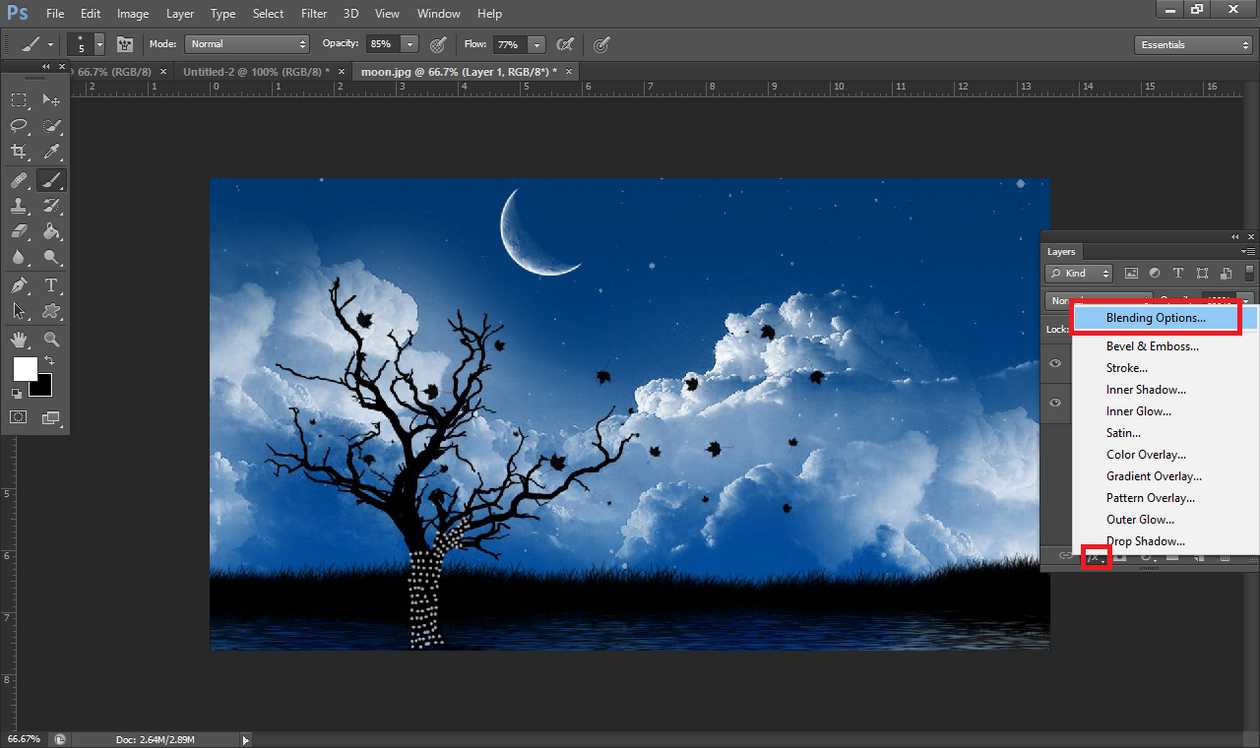 Ps File Edit Image Layer Type Select Filter 3D View Window Help
5 Mode: Normal Opacity: 85% Flow: 77% Essentials
@ 66.7% (RGB/8) × Untitled-2 @ 100% (RGB/8) * × moon.jpg @ 66.7% (Layer 1, RGB/8*) * ×
2 1 0 1 2 3 4 5 6 7 8 9 10 11 12 13 14 15 16
Layers
Kind
Lock:
Blending Options...
Bevel & Emboss...
Stroke...
Inner Shadow...
Inner Glow...
Satin...
Color Overlay...
Gradient Overlay...
Pattern Overlay...
Outer Glow...
Drop Shadow...
fx
5
6
7
8
66.67% Doc: 2.64M/2.89M